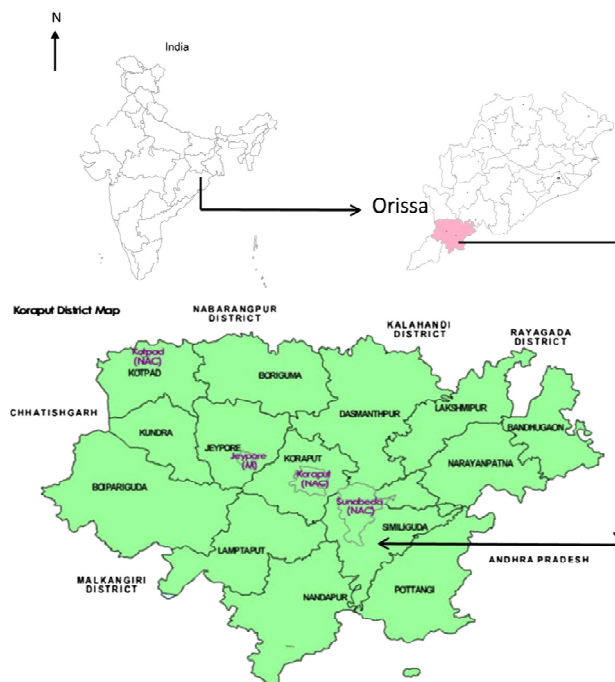 N
India
Orissa
Koraput District Map
NABARANGPUR
DISTRICT
KALAHANDI
DISTRICT
RAYAGADA
DISTRICT
Kotpad
(NAC)
KOTPAD
BORIGUMA
LAKSHMIPUR
CHHATISHGARH
DASMANTHPUR
BANDHUGAON
KUNDRA
JEYPORE
Jeypore
(M)
KORAPUT
NARAYANPATNA
Koraput
(NAC)
BOIPARIGUDA
Sunabeda
(NAC)
SIMILIGUDA
LAMPTAPUT
ANDHRA PRADESH
MALKANGIRI
DISTRICT
NANDAPUR
POTTANGI